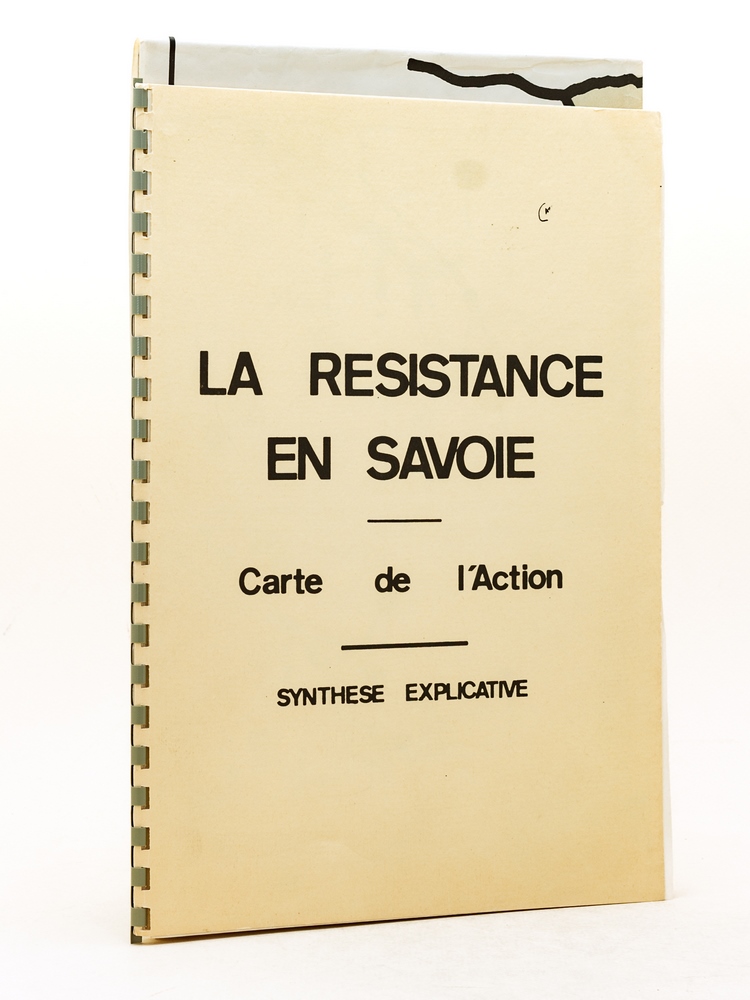 LA RESISTANCE
EN SAVOIE
Carte de l'Action
SYNTHESE EXPLICATIVE